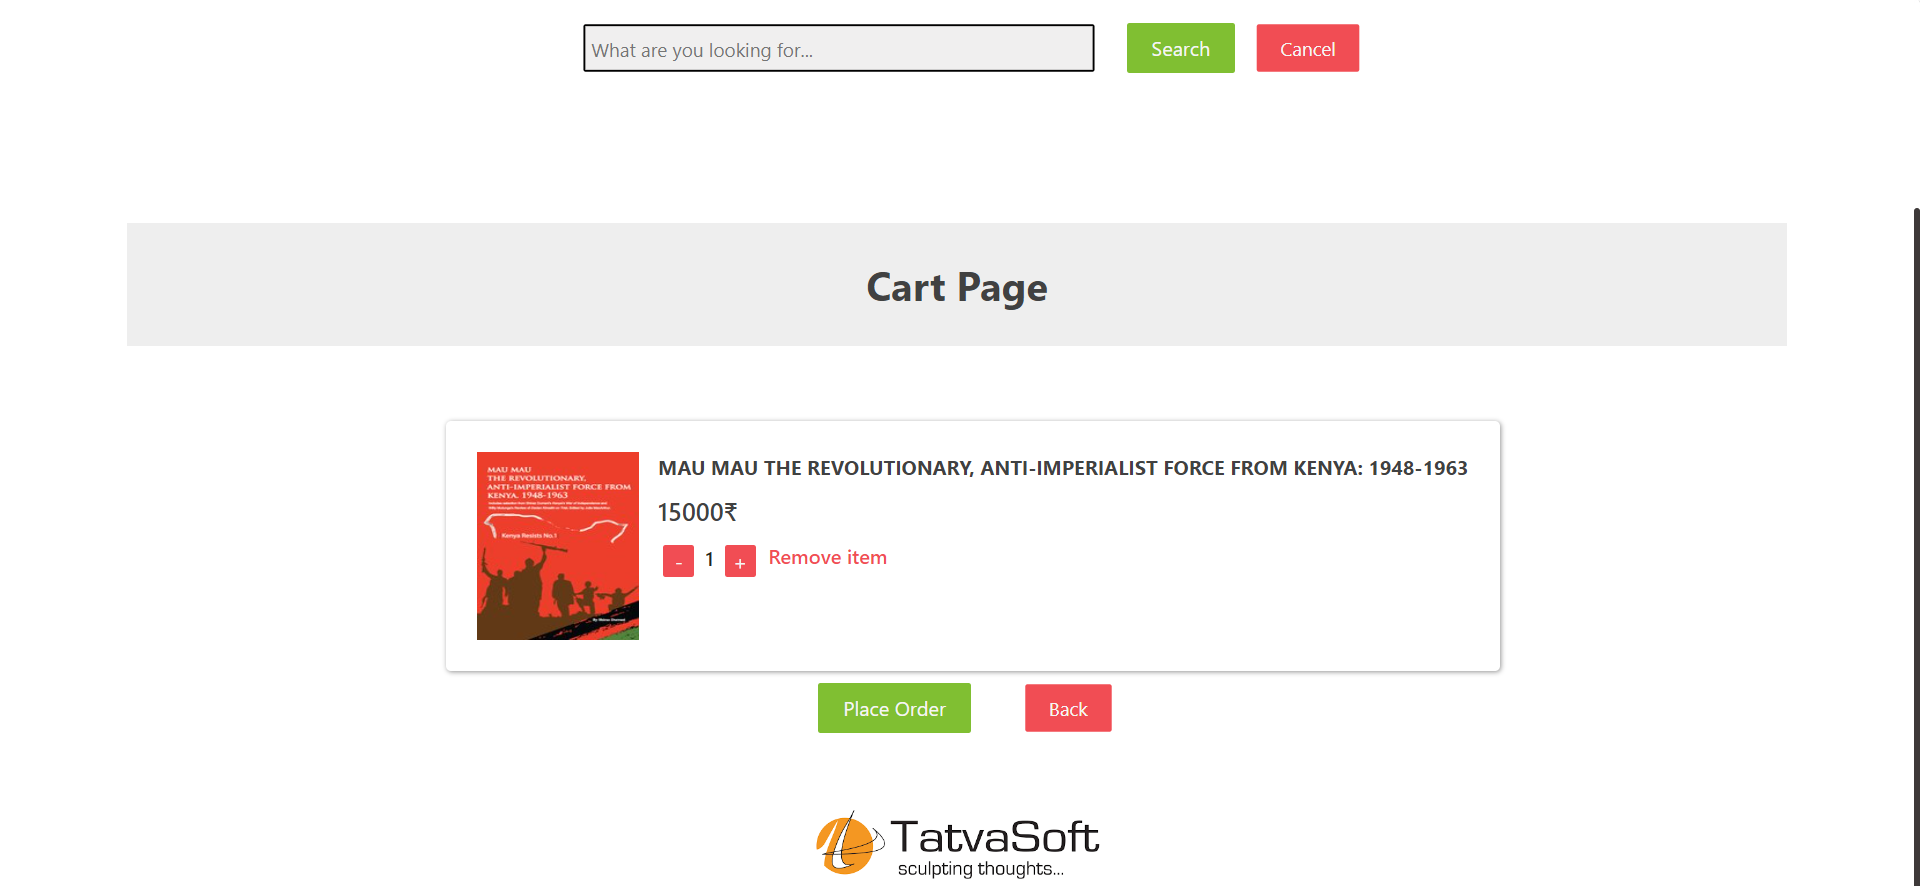 What are you looking for...
Search
Cancel
Cart Page
MAU MAU
THE REVOLUTIONARY,
ANTI-IMPERIALIST FORCE FROM
KENYA, 1948-1963
Kenya Resists No.1
MAU MAU THE REVOLUTIONARY, ANTI-IMPERIALIST FORCE FROM KENYA: 1948-1963
15000₹
- 1 + Remove item
Place Order
Back
TatvaSoft
sculpting thoughts...